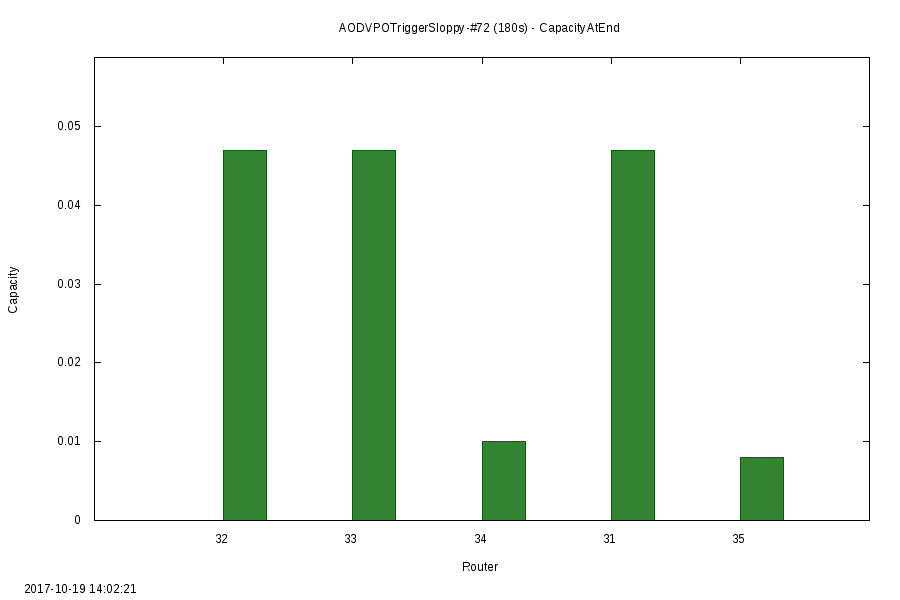 AODVPOTriggerSloppy-#72 (180s) - CapacityAtEnd
0.05
0.04
0.03
0.02
0.01
0
Capacity
32 33 34 31 35
Router
2017-10-19 14:02:21